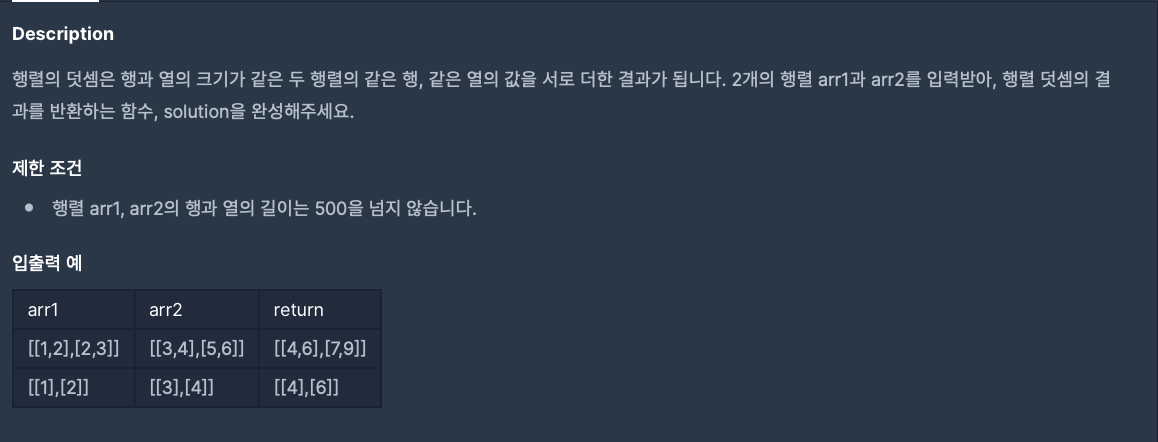 Description
행렬의 덧셈은 행과 열의 크기가 같은 두 행렬의 같은 행, 같은 열의 값을 서로 더한 결과가 됩니다. 2개의 행렬 arr1과 arr2를 입력받아, 행렬 덧셈의 결
과를 반환하는 함수, solution을 완성해주세요.
제한 조건
• 행렬 arr1, arr2의 행과 열의 길이는 500을 넘지 않습니다.
입출력 예
arr1 arr2 return
[[1,2],[2,3]] [[3,4],[5,6]] [[4,6],[7,9]]
[[1],[2]] [[3],[4]] [[4],[6]]